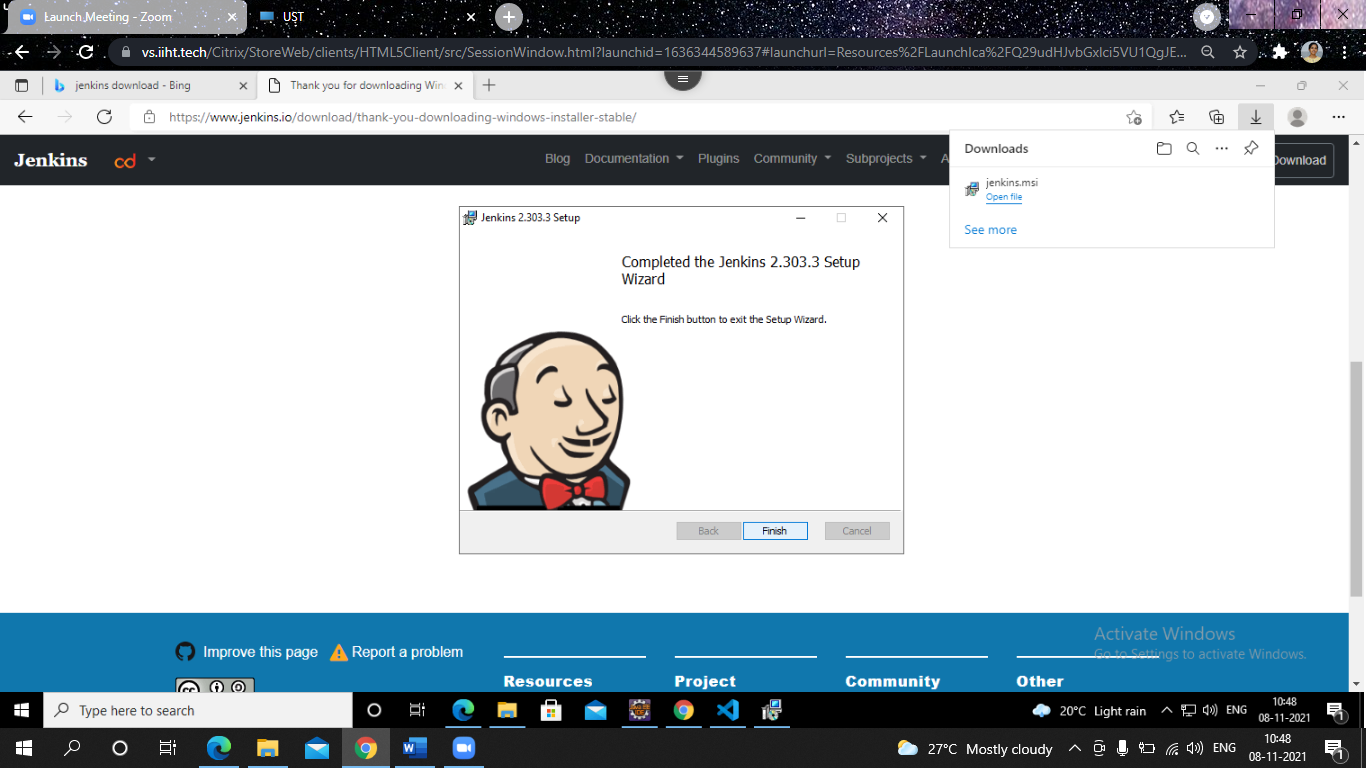 Launch Meeting - Zoom
UST
vs.iiht.tech/Citrix/StoreWeb/clients/HTML5Client/src/SessionWindow.html?launchid=1636344589637#launchurl=Resources%2FLaunchIca%2FQ29udHJvbGxlci5VU1QgJE...
jenkins download - Bing
Thank you for downloading Win
https://www.jenkins.io/download/thank-you-downloading-windows-installer-stable/
Jenkins
cd
Blog
Documentation
Plugins
Community
Subprojects
A
Download
Downloads
jenkins.msi
Open file
See more
Jenkins 2.303.3 Setup
Completed the Jenkins 2.303.3 Setup
Wizard
Click the Finish button to exit the Setup Wizard.
Back
Finish
Cancel
Activate Windows
Go to Settings to activate Windows.
Improve this page
Report a problem
Resources
Project
Community
Other
Type here to search
20°C Light rain
ENG
10:48
08-11-2021
1
27°C Mostly cloudy
ENG
10:48
08-11-2021
1